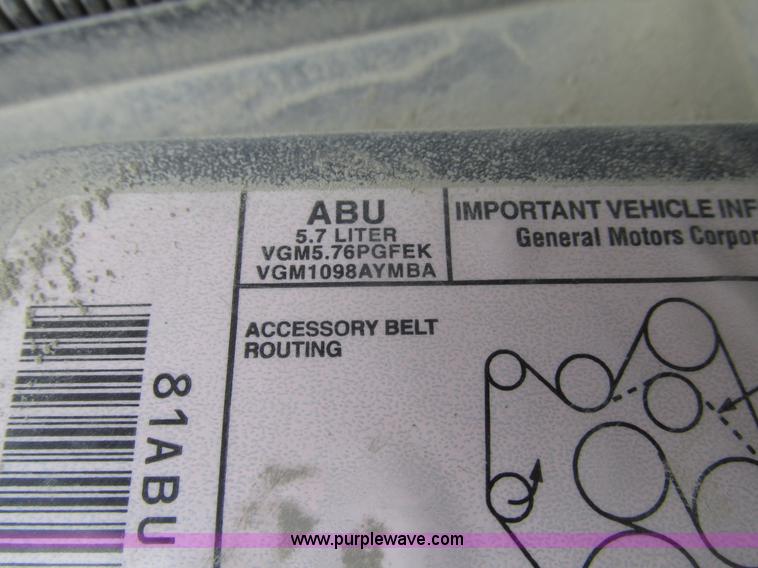 ABU
5.7 LITER
VGM5.76PGFEK
VGM1098AYMBA
IMPORTANT VEHICLE INF
General Motors Corpor
ACCESSORY BELT
ROUTING
81ABU
www.purplewave.com